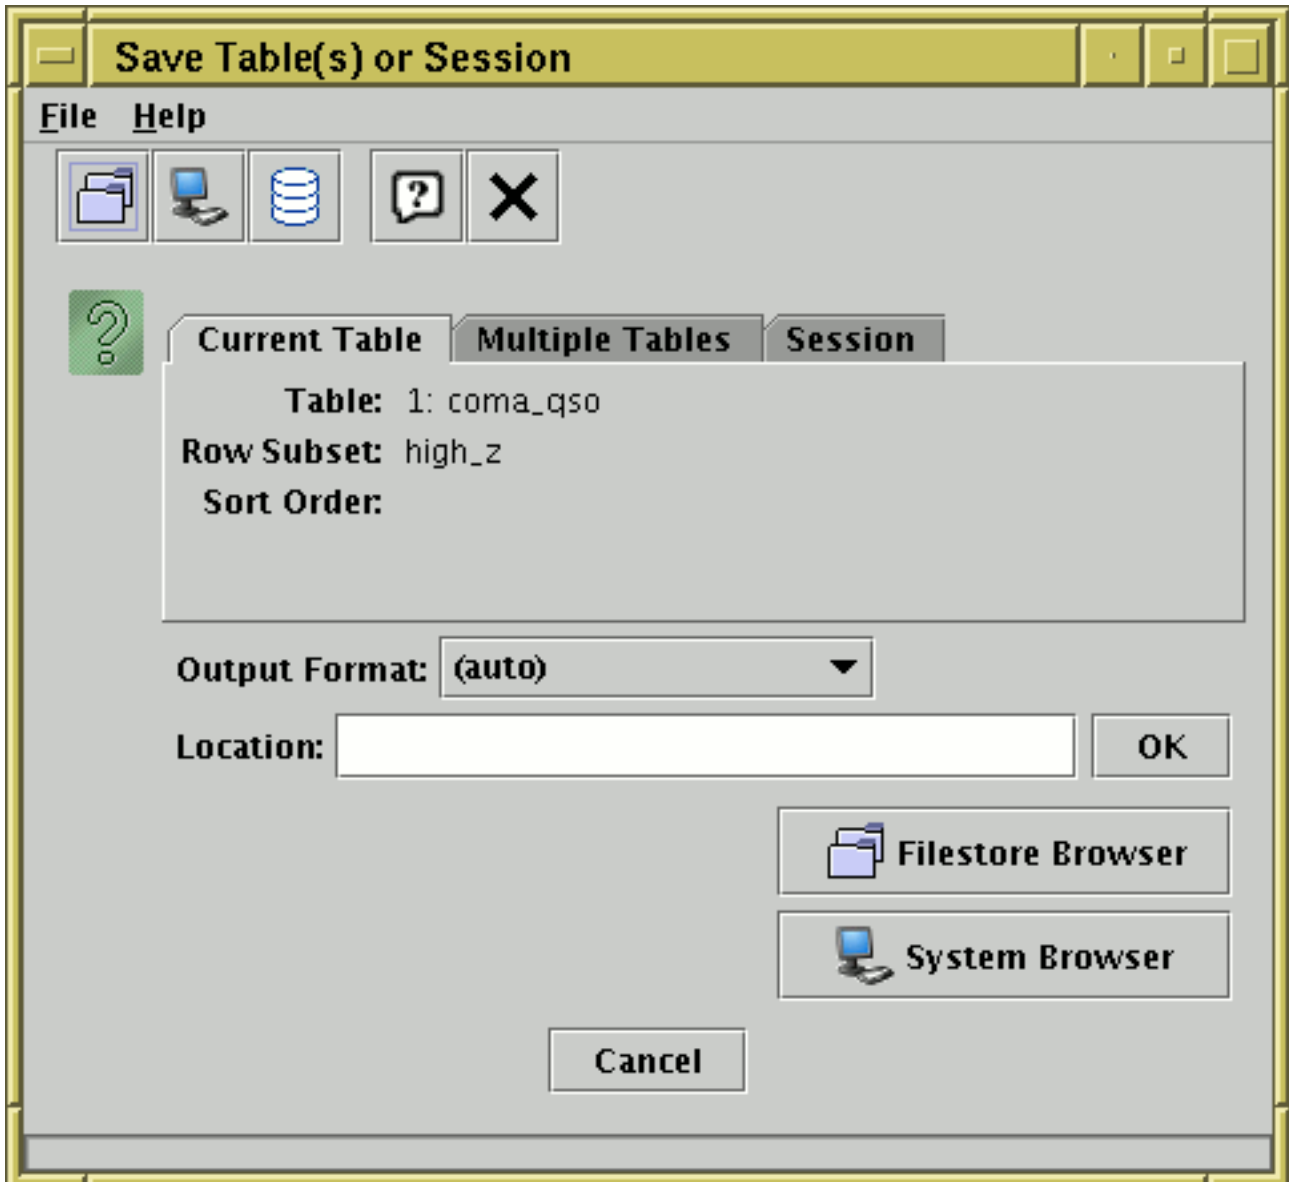 Save Table(s) or Session
File Help
?
?
Current Table Multiple Tables Session
Table: 1: coma_qso
Row Subset: high_z
Sort Order:
Output Format: (auto)
Location: OK
Filestore Browser
System Browser
Cancel